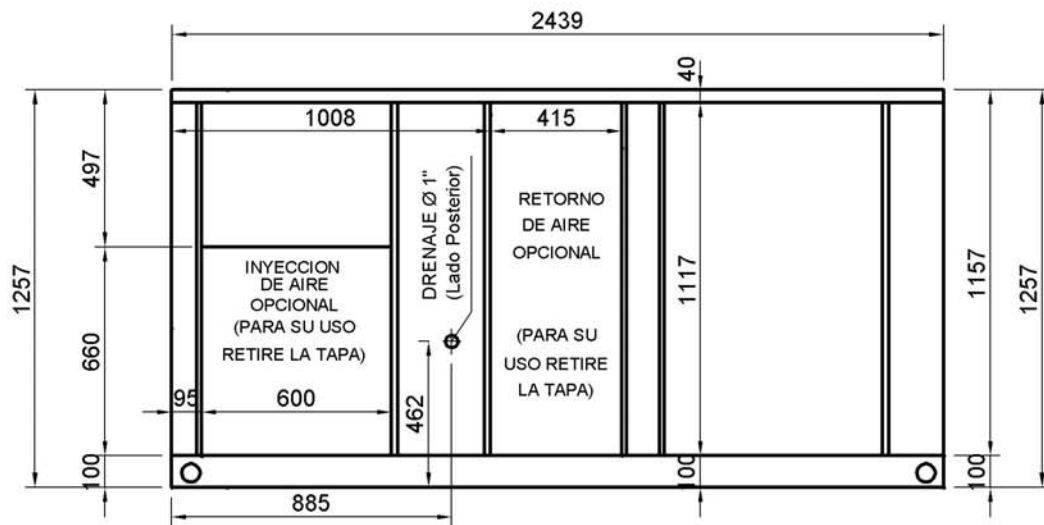 2439
40
1008
415
497
1257
660
INYECCION
DE AIRE
OPCIONAL
(PARA SU USO
RETIRE LA TAPA)
95
600
100
DRENAJE Ø 1"
(Lado Posterior)
462
885
RETORNO
DE AIRE
OPCIONAL
(PARA SU
USO RETIRE
LA TAPA)
1117
100
1157
1257
100